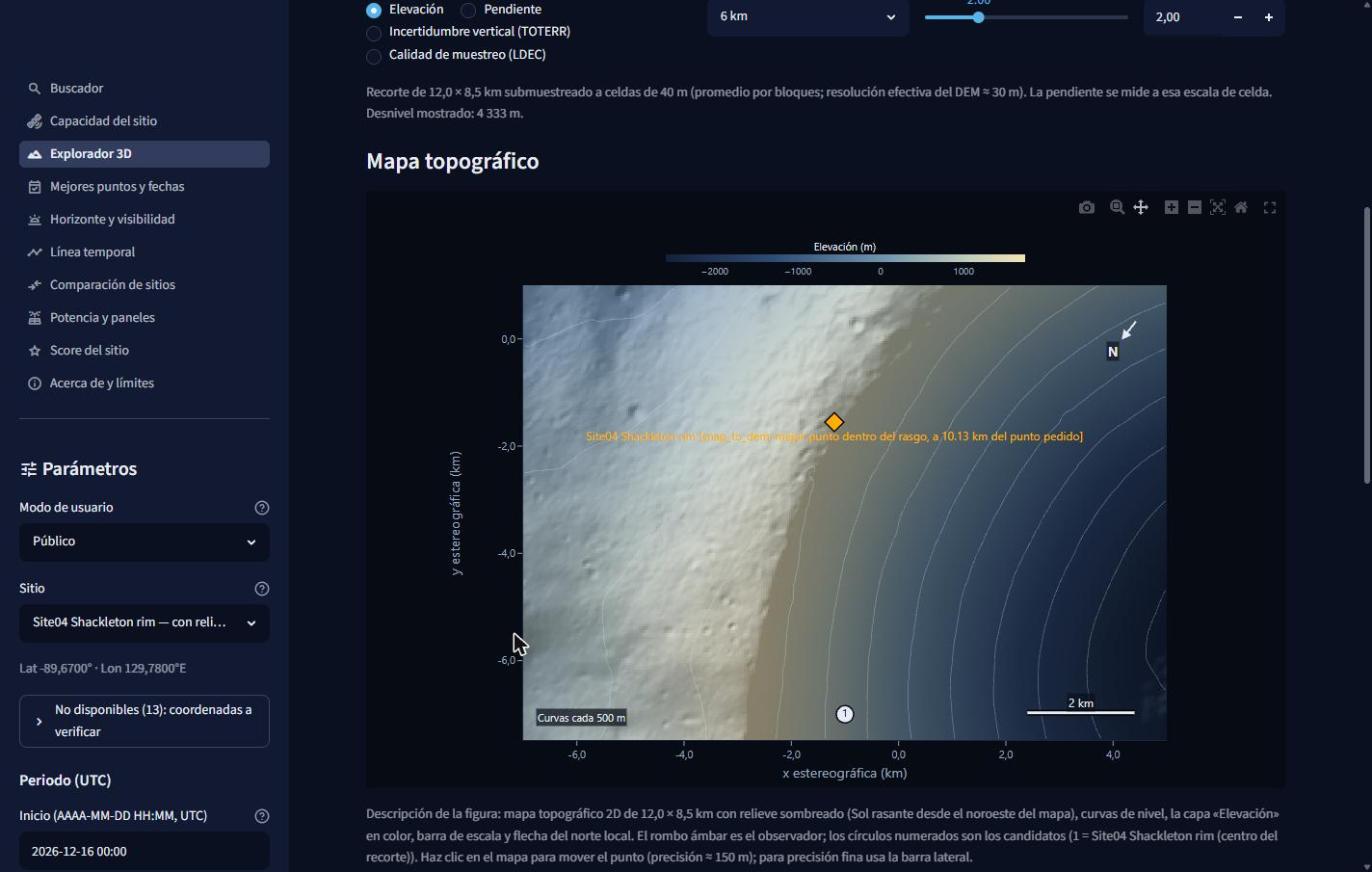 Buscador
Capacidad del sitio
Explorador 3D
Mejores puntos y fechas
Horizonte y visibilidad
Línea temporal
Comparación de sitios
Potencia y paneles
Score del sitio
Acerca de y límites
Parámetros
Modo de usuario
Público
Sitio
Site04 Shackleton rim — con reli...
Lat -89,6700° · Lon 129,7800°E
No disponibles (13): coordenadas a
verificar
Periodo (UTC)
Inicio (AAAA-MM-DD HH:MM, UTC)
2026-12-16 00:00
Elevación
Pendiente
Incertidumbre vertical (TOTERR)
Calidad de muestreo (LDEC)
6 km
2.00
2,00
Recorte de 12,0 × 8,5 km submuestreado a celdas de 40 m (promedio por bloques; resolución efectiva del DEM ≈ 30 m). La pendiente se mide a esa escala de celda.
Desnivel mostrado: 4 333 m.
Mapa topográfico
Elevación (m)
−2000 −1000 0 1000
N
Site04 Shackleton rim [map_to_dem: mejor punto dentro del rasgo, a 10.13 km del punto pedido]
0,0
-2,0
-4,0
-6,0
y estereográfica (km)
Curvas cada 500 m
1
2 km
-6,0 -4,0 -2,0 0,0 2,0 4,0
x estereográfica (km)
Descripción de la figura: mapa topográfico 2D de 12,0 × 8,5 km con relieve sombreado (Sol rasante desde el noroeste del mapa), curvas de nivel, la capa «Elevación»
en color, barra de escala y flecha del norte local. El rombo ámbar es el observador; los círculos numerados son los candidatos (1 = Site04 Shackleton rim (centro del
recorte)). Haz clic en el mapa para mover el punto (precisión ≈ 150 m); para precisión fina usa la barra lateral.